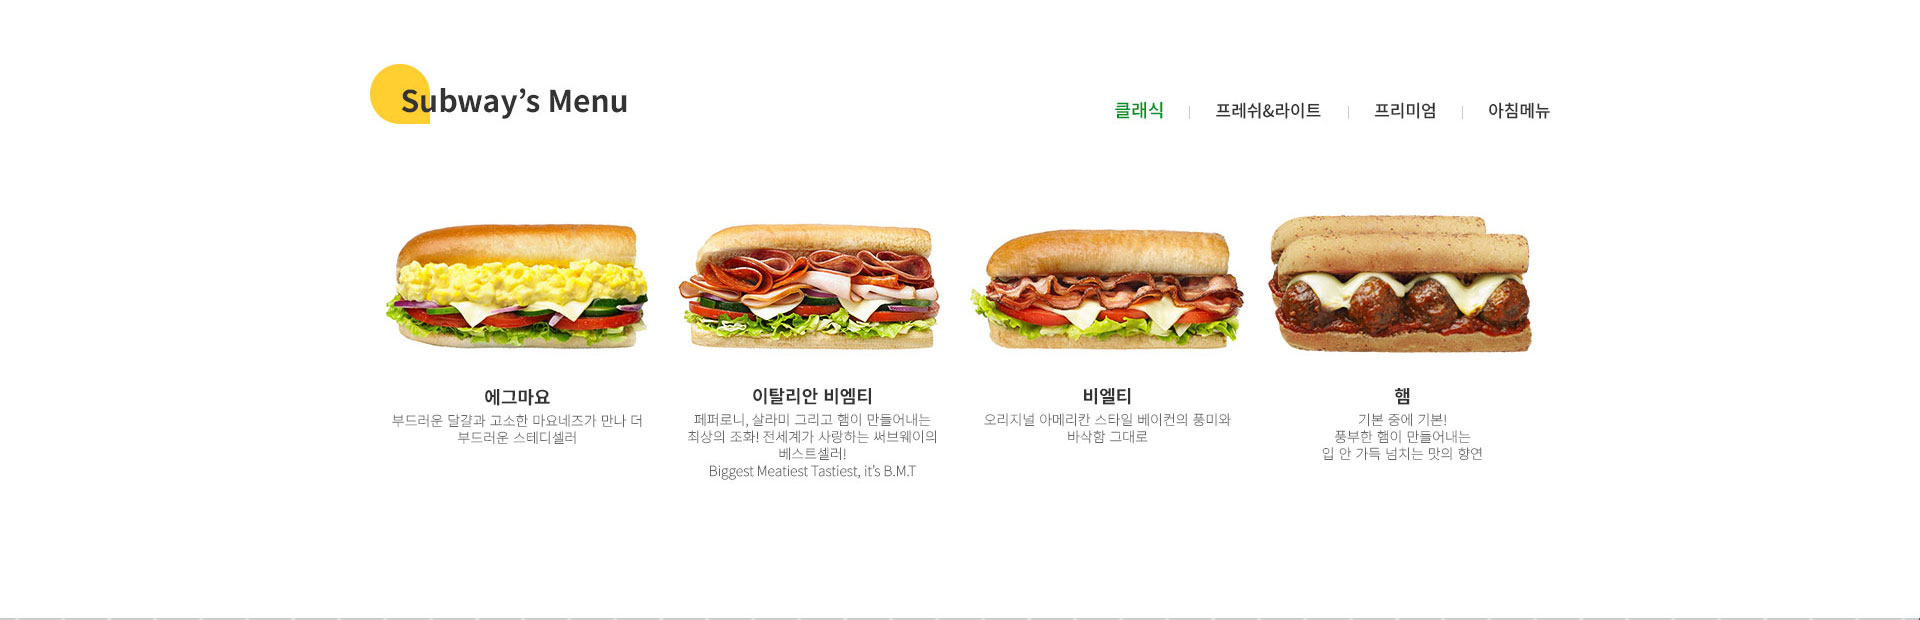 Subway’s Menu
클래식
프레쉬&라이트
프리미엄
아침메뉴
에그마요
부드러운 달걀과 고소한 마요네즈가 만나 더
부드러운 스테디셀러
이탈리안 비엠티
페퍼로니, 살라미 그리고 햄이 만들어내는
최상의 조화! 전세계가 사랑하는 써브웨이의
베스트셀러!
Biggest Meatiest Tastiest, it’s B.M.T
비엘티
오리지널 아메리칸 스타일 베이컨의 풍미와
바삭함 그대로
햄
기본 중에 기본!
풍부한 햄이 만들어내는
입 안 가득 넘치는 맛의 향연